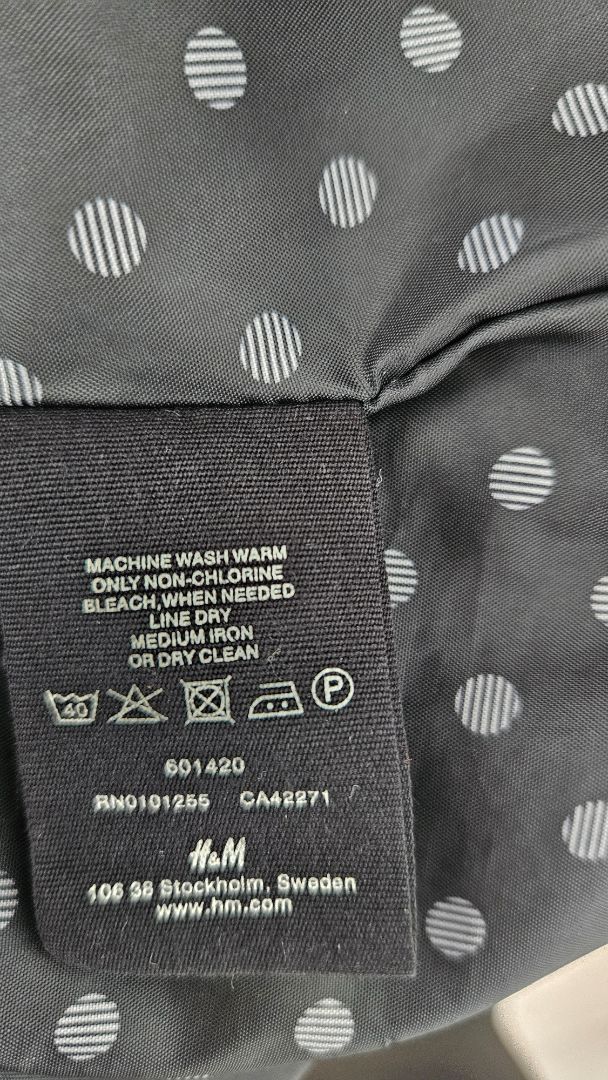 MACHINE WASH WARM
ONLY NON-CHLORINE
BLEACH, WHEN NEEDED
LINE DRY
MEDIUM IRON
OR DRY CLEAN
40 P
601420
RN0101255 CA42271
H&M
106 38 Stockholm, Sweden
www.hm.com